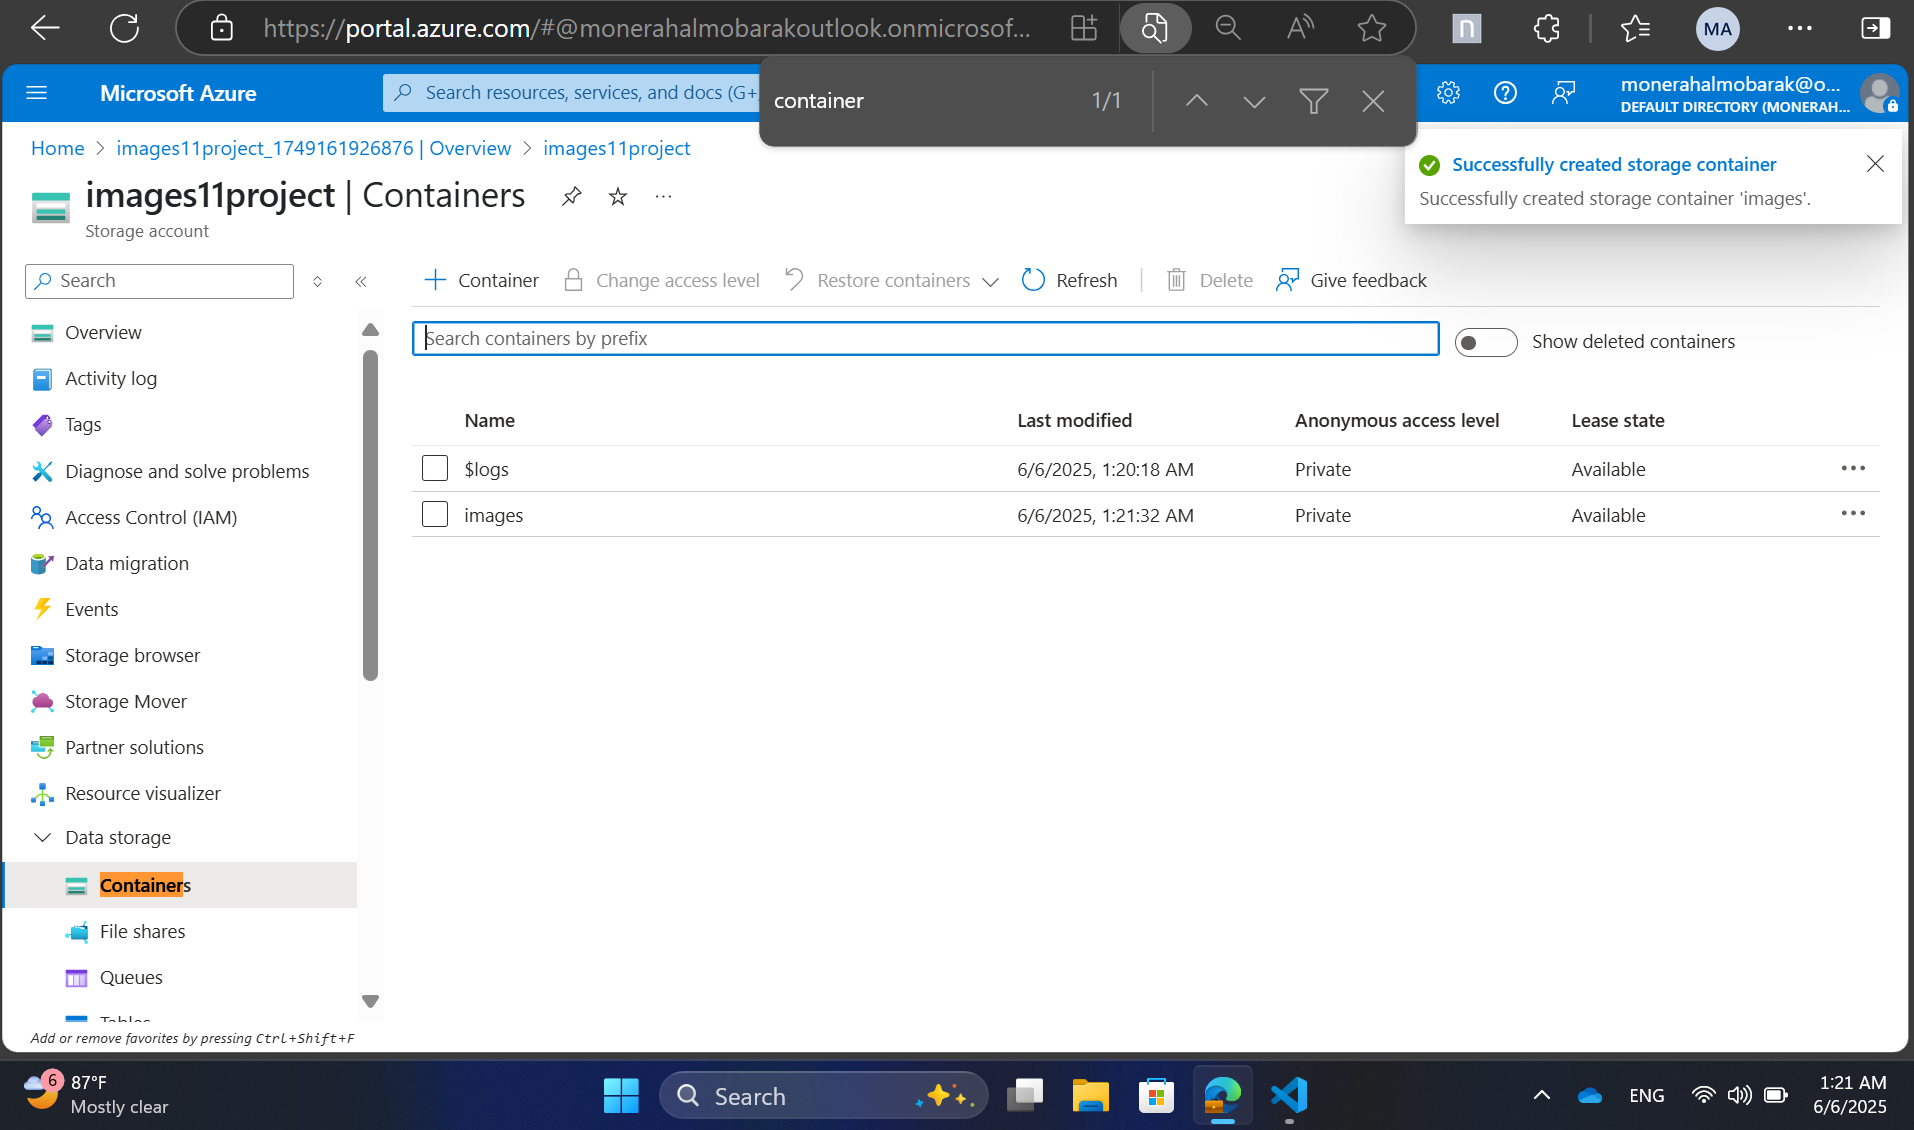 https://portal.azure.com/#@monerahalmobarakoutlook.onmicrosof...
n
MA
Microsoft Azure
Search resources, services, and docs (G+/
container
1/1
monerahalmobarak@o...
DEFAULT DIRECTORY (MONERAH...
Home > images11project_1749161926876 | Overview > images11project
Successfully created storage container
Successfully created storage container 'images'.
images11project | Containers
Storage account
Search
Container
Change access level
Restore containers
Refresh
Delete
Give feedback
Search containers by prefix
Show deleted containers
Overview
Activity log
Tags
Diagnose and solve problems
Access Control (IAM)
Data migration
Events
Storage browser
Storage Mover
Partner solutions
Resource visualizer
Data storage
Containers
File shares
Queues
Tables
Add or remove favorites by pressing Ctrl+Shift+F
Name Last modified Anonymous access level Lease state
$logs 6/6/2025, 1:20:18 AM Private Available
images 6/6/2025, 1:21:32 AM Private Available
6
87°F
Mostly clear
Search
ENG
1:21 AM
6/6/2025